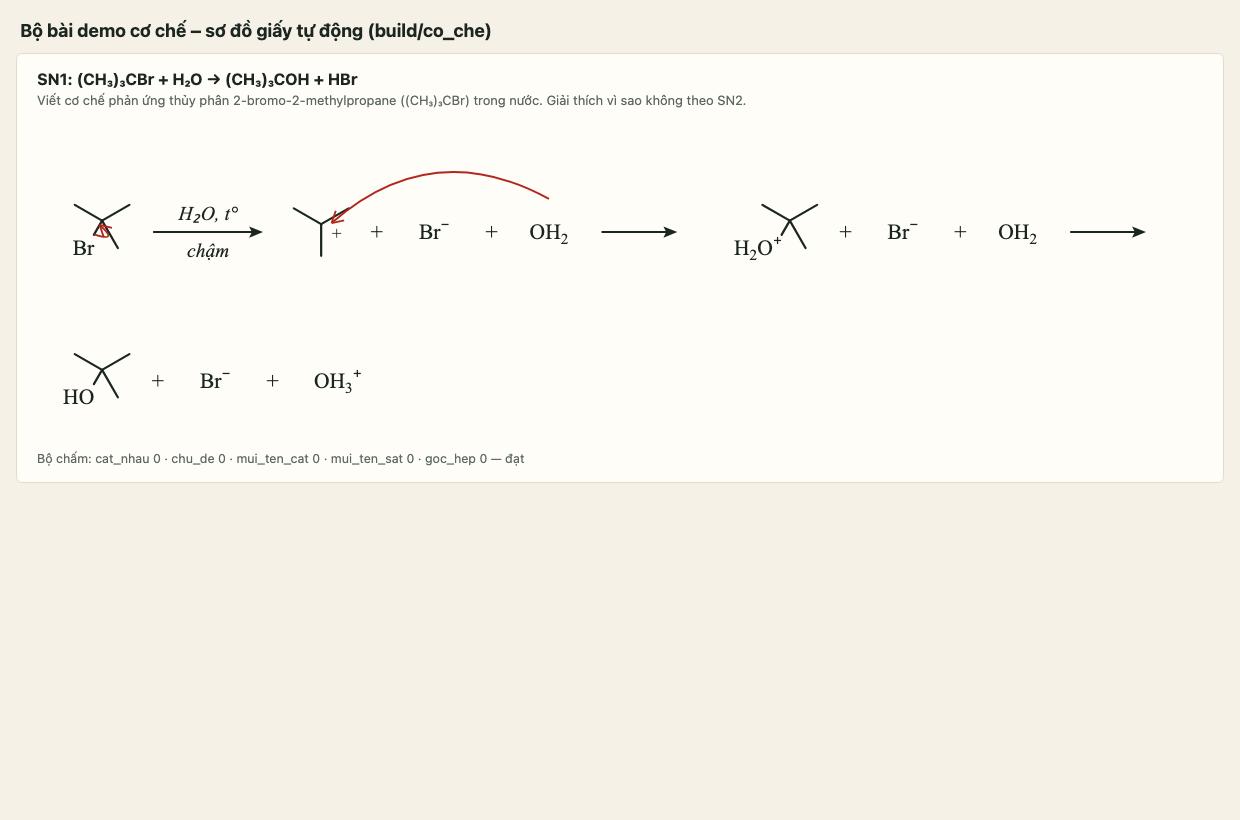 Bộ bài demo cơ chế – sơ đồ giấy tự động (build/co_che)
SN1: (CH₃)₃CBr + H₂O → (CH₃)₃COH + HBr
Viết cơ chế phản ứng thủy phân 2-bromo-2-methylpropane ((CH₃)₃CBr) trong nước. Giải thích vì sao không theo SN2.
Br H₂O, t° chậm + + Br⁻ + OH₂ H₂O⁺ + Br⁻ + OH₂
HO + Br⁻ + OH₃⁺
Bộ chấm: cat_nhau 0 · chu_de 0 · mui_ten_cat 0 · mui_ten_sat 0 · goc_hep 0 — đạt